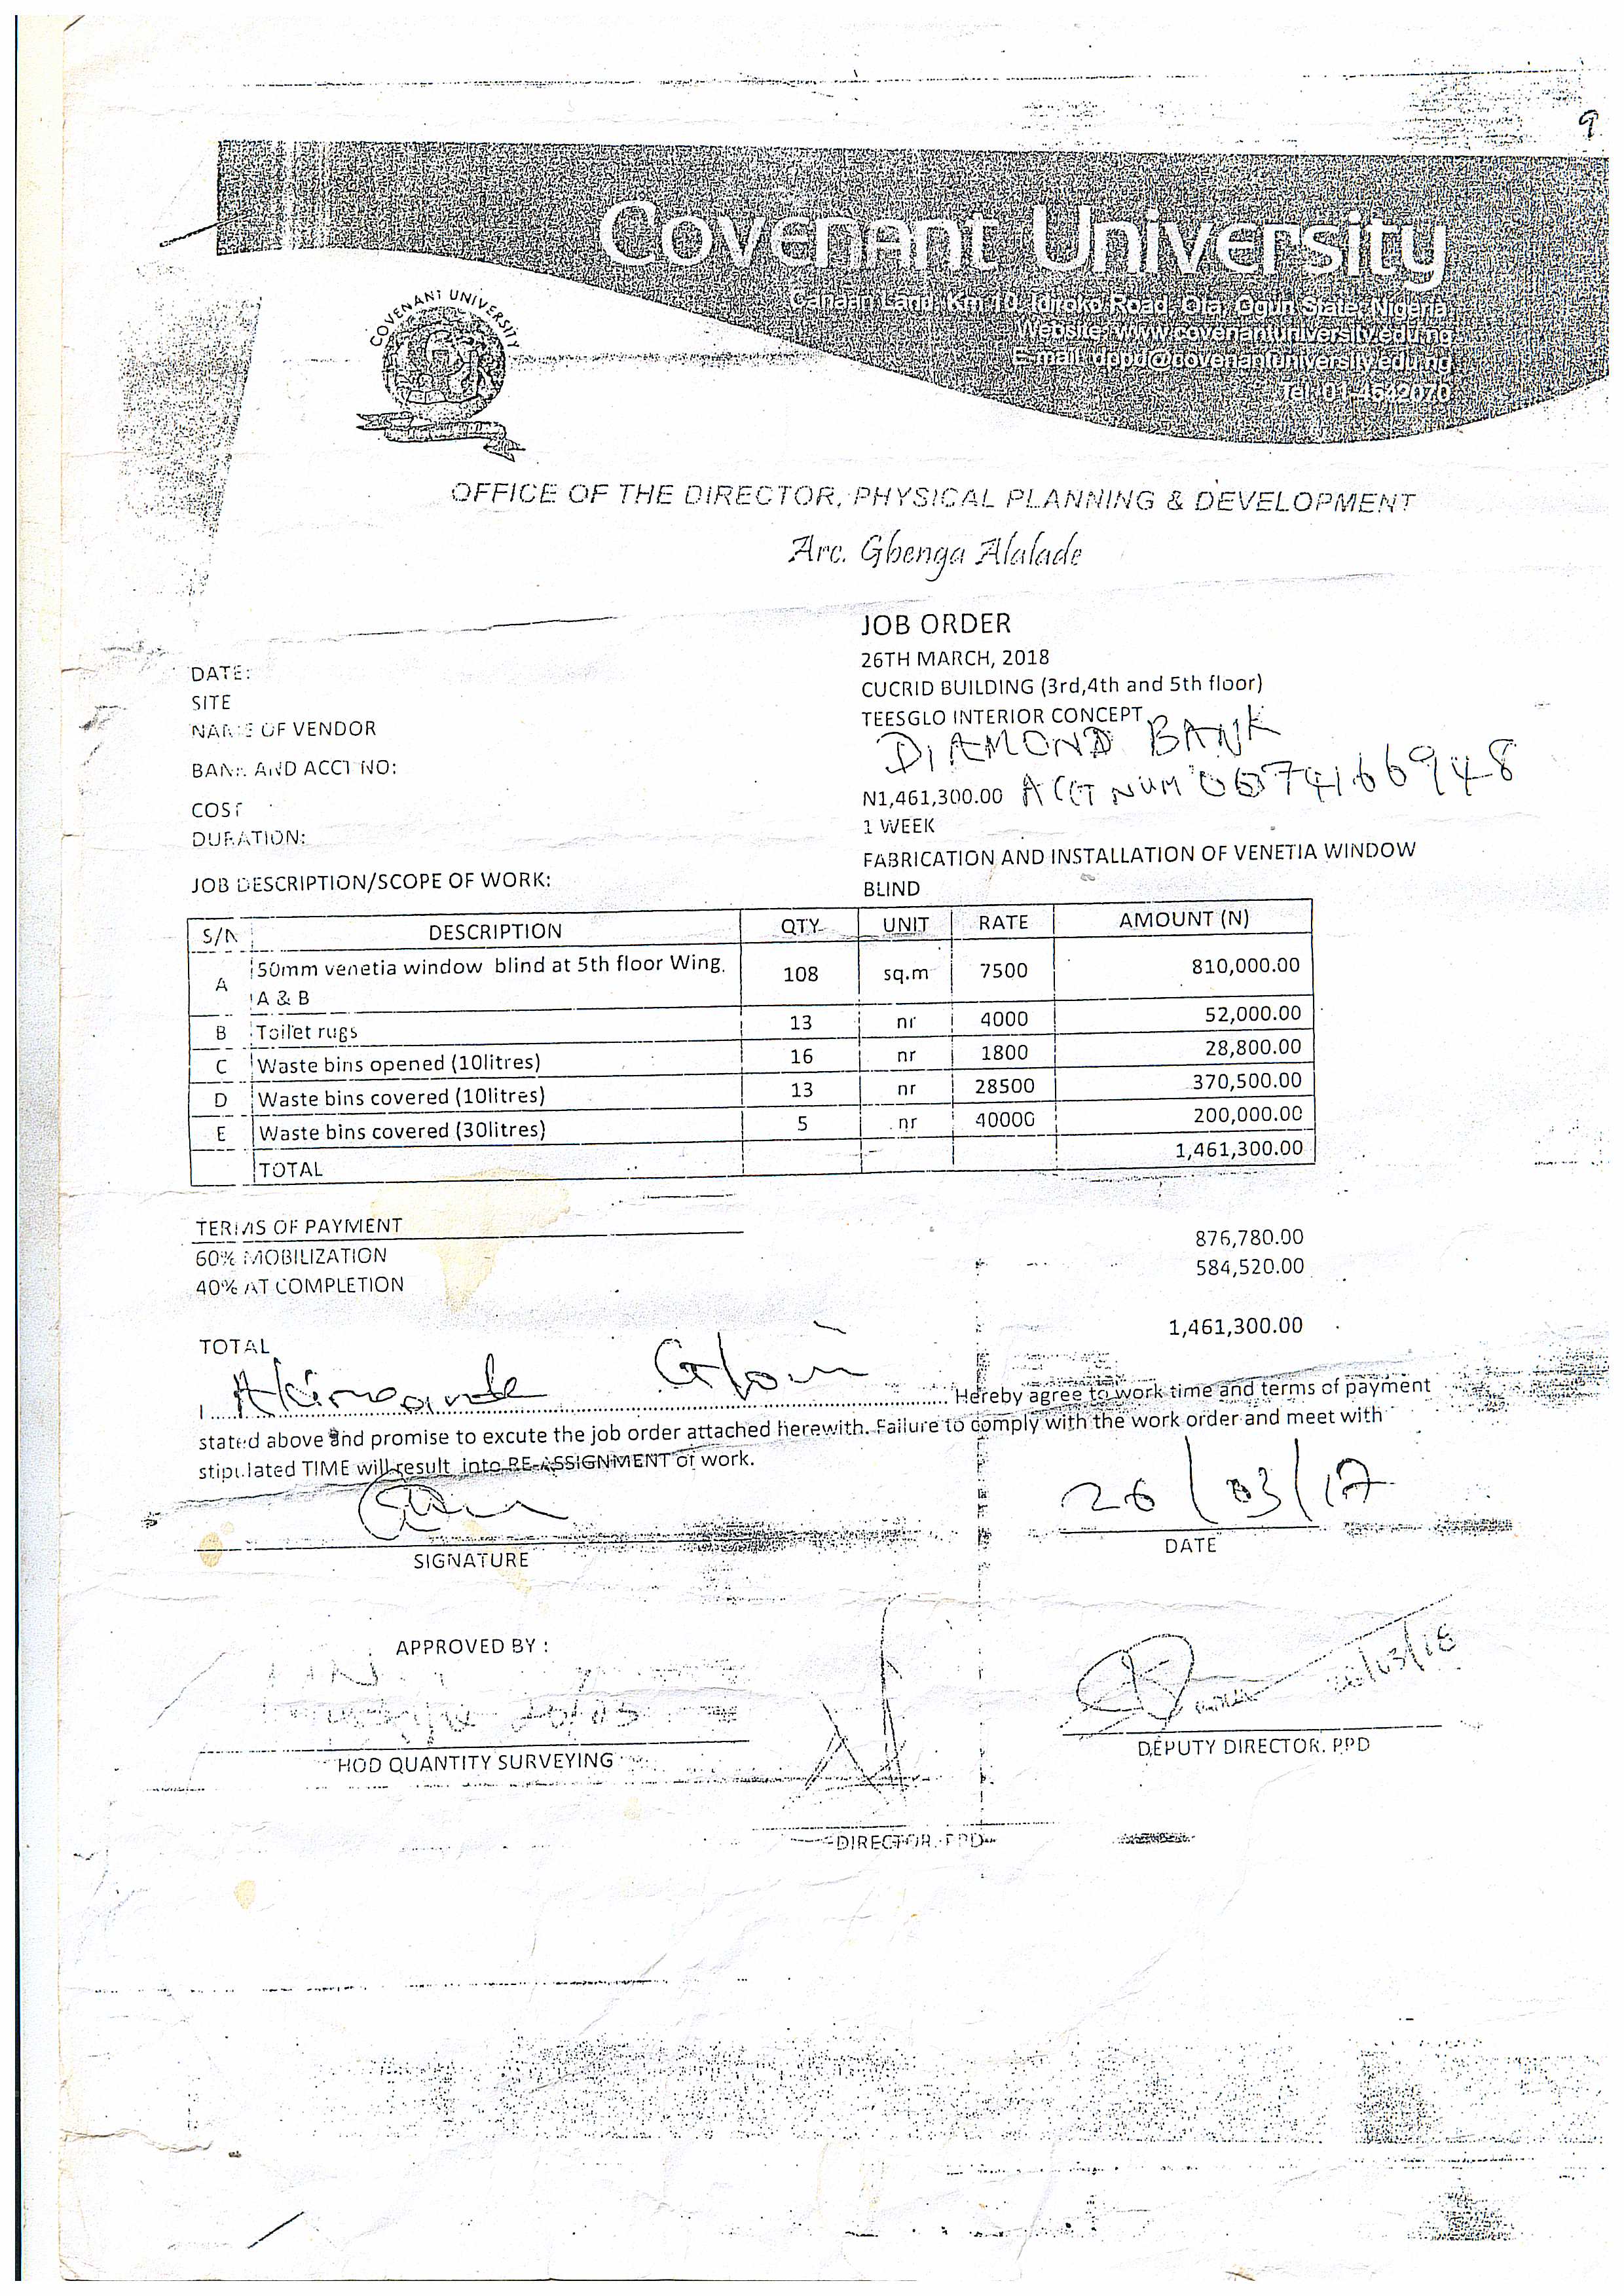 9
Covenant University
Canaan Land, Km 10, Idiroko Road, Ota, Ogun State, Nigeria
Website: www.covenantuniversity.edu.ng
E-mail: dppd@covenantuniversity.edu.ng
Tel: 01-4542070
COVENANT UNIVERSITY
OFFICE OF THE DIRECTOR, PHYSICAL PLANNING & DEVELOPMENT
Arc. Gbenga Alalade
JOB ORDER
DATE: 26TH MARCH, 2018
SITE CUCRID BUILDING (3rd,4th and 5th floor)
NAME OF VENDOR TEESGLO INTERIOR CONCEPT
BANK AND ACCT NO: DIAMOND BANK
ACCT NUM
COST N1,461,300.00
DURATION: 1 WEEK
JOB DESCRIPTION/SCOPE OF WORK: FABRICATION AND INSTALLATION OF VENETIA WINDOW
BLIND
S/N DESCRIPTION QTY UNIT RATE AMOUNT (N)
A 50mm venetia window blind at 5th floor Wing. A & B 108 sq.m 7500 810,000.00
B Toilet rugs 13 nr 4000 52,000.00
C Waste bins opened (10litres) 16 nr 1800 28,800.00
D Waste bins covered (10litres) 13 nr 28500 370,500.00
E Waste bins covered (30litres) 5 nr 40000 200,000.00
TOTAL 1,461,300.00
TERMS OF PAYMENT
60% MOBILIZATION 876,780.00
40% AT COMPLETION 584,520.00
TOTAL 1,461,300.00
I Hereby agree to work time and terms of payment
stated above and promise to excute the job order attached herewith. Failure to comply with the work order and meet with
stipulated TIME will result into RE-ASSIGNMENT of work.
26/03/17
SIGNATURE DATE
APPROVED BY :
26/03/18
HOD QUANTITY SURVEYING DEPUTY DIRECTOR. PPD
DIRECTOR. PPD